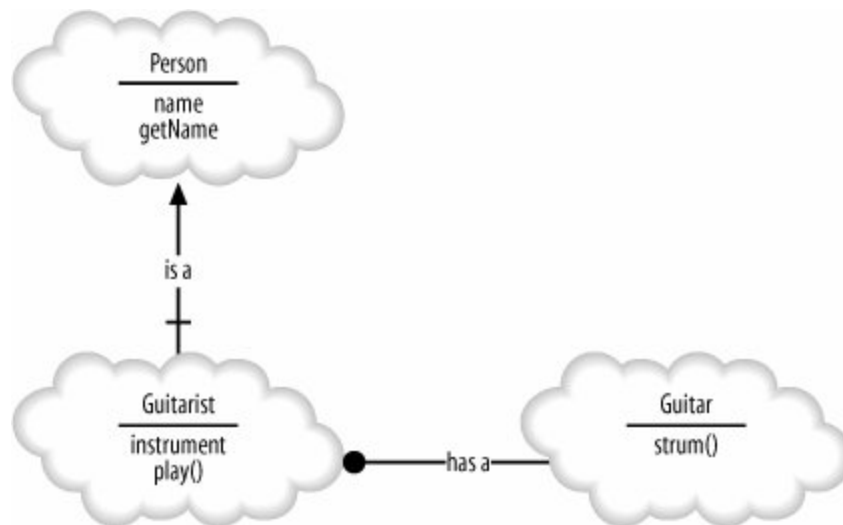 Person
name
getName
is a
Guitarist
instrument
play()
has a
Guitar
strum()